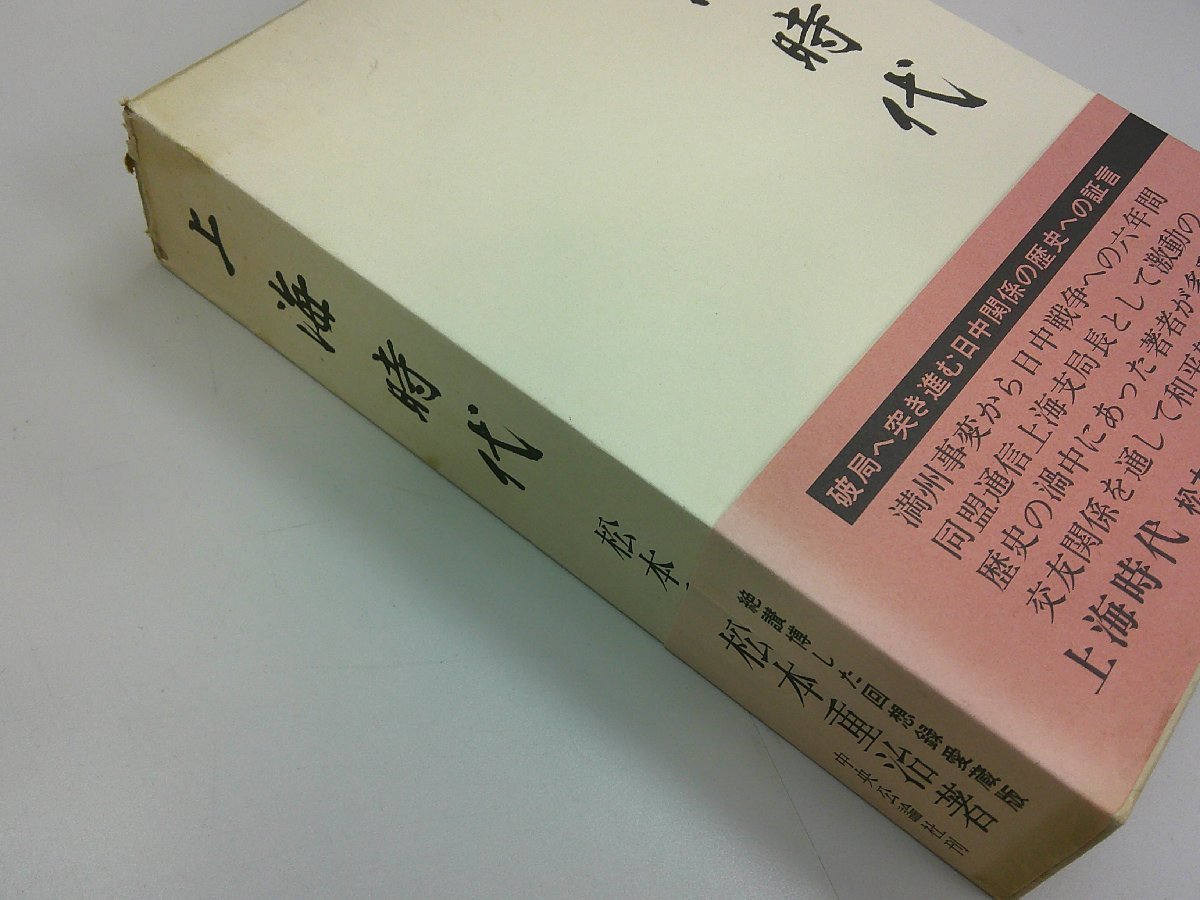 時代
上海時代
松本
破局へ突き進む日中関係の歴史への証言
満州事変から日中戦争への六年間
同盟通信上海支局長として激動の
歴史の渦中にあった著者が
交友関係を通して和平
上海時代 松
絶讃博した回想録愛蔵版
松本重治著
中央公論社刊